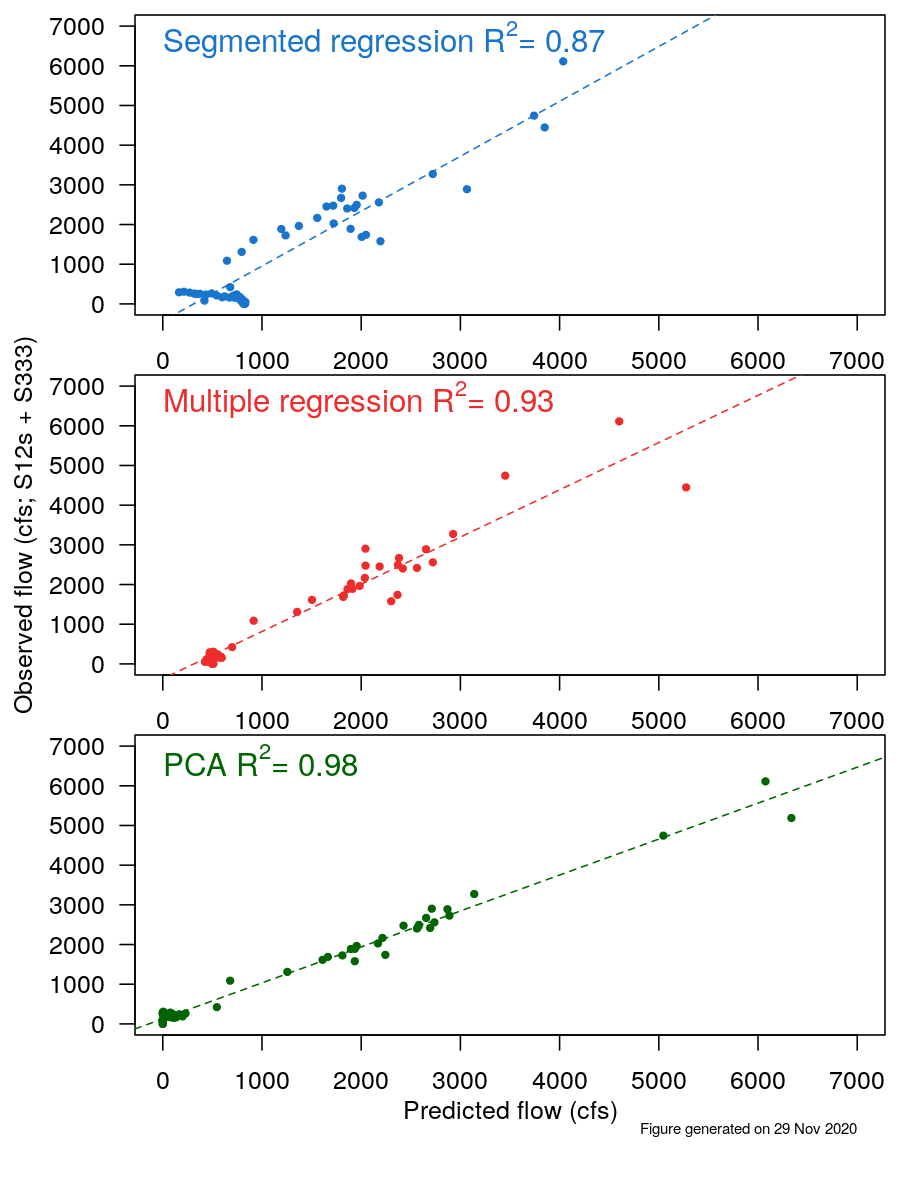 Observed flow (cfs; S12s + S333)
7000
6000
5000
4000
3000
2000
1000
0
Segmented regression R²= 0.87
0 1000 2000 3000 4000 5000 6000 7000
7000
6000
5000
4000
3000
2000
1000
0
Multiple regression R²= 0.93
0 1000 2000 3000 4000 5000 6000 7000
7000
6000
5000
4000
3000
2000
1000
0
PCA R²= 0.98
0 1000 2000 3000 4000 5000 6000 7000
Predicted flow (cfs)
Figure generated on 29 Nov 2020